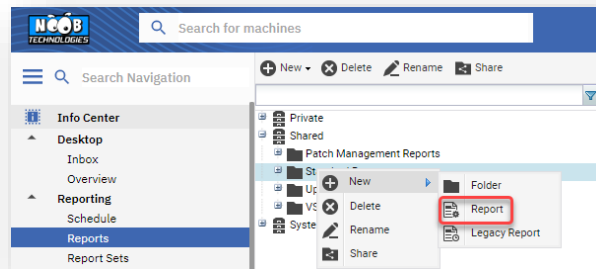 NOOB
TECHNOLOGIES
Search for machines
Search Navigation
New Delete Rename Share
Info Center
Desktop
Inbox
Overview
Reporting
Schedule
Reports
Report Sets
Private
Shared
Patch Management Reports
New
Delete
Rename
Share
Folder
Report
Legacy Report